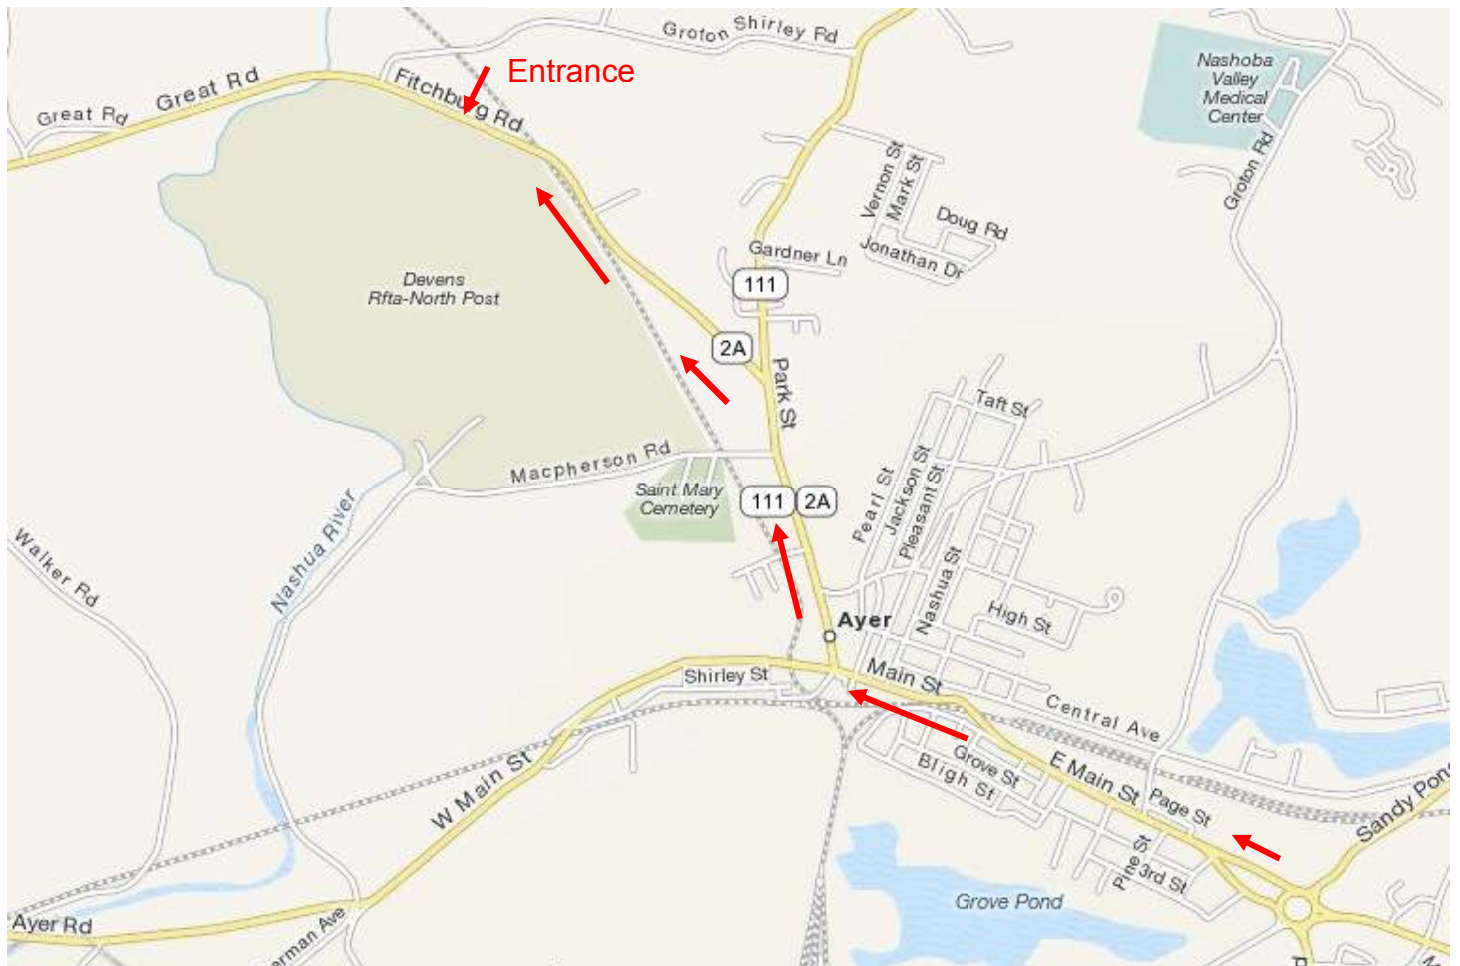 Groton Shirley Rd
Entrance
Nashoba
Valley
Medical
Center
Great Rd
Great Rd
Fitchburg Rd
Groton Rd
Vernon St
Mark St
Doug Rd
Jonathan Dr
Gardner Ln
111
Devens
Rfta-North Post
2A
Park St
Taft St
Macpherson Rd
Saint Mary
Cemetery
111
2A
Pearl St
Jackson St
Pleasant St
Nashua St
High St
Nashua River
Walker Rd
Ayer
Main St
Shirley St
Central Ave
Grove St
Bligh St
E Main St
Page St
W Main St
Sandy Pond
Pine St
3rd St
Grove Pond
Ayer Rd
erman Ave